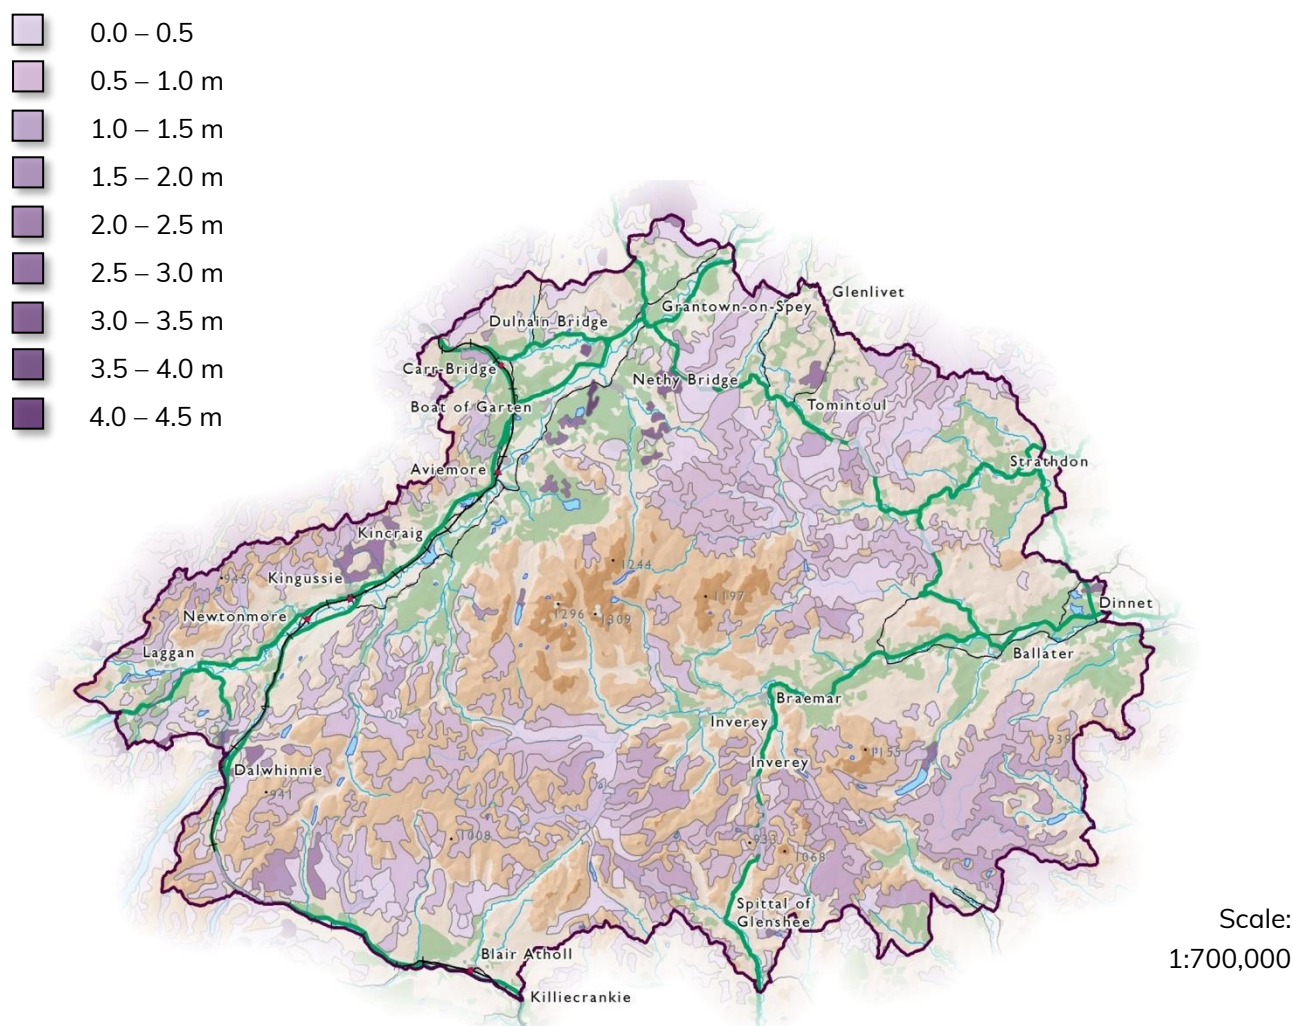 0.0 – 0.5
0.5 – 1.0 m
1.0 – 1.5 m
1.5 – 2.0 m
2.0 – 2.5 m
2.5 – 3.0 m
3.0 – 3.5 m
3.5 – 4.0 m
4.0 – 4.5 m
Glenlivet
Grantown-on-Spey
Dulnain Bridge
Carr-Bridge
Nethy Bridge
Boat of Garten
Tomintoul
Aviemore
Strathdon
Kincraig
1244
Kingussie
945
1197
Dinnet
1296
1309
Newtonmore
Laggan
Ballater
Braemar
Inverey
939
1155
Inverey
Dalwhinnie
941
1008
933
1068
Spittal of
Glenshee
Scale:
1:700,000
Blair Atholl
Killiecrankie